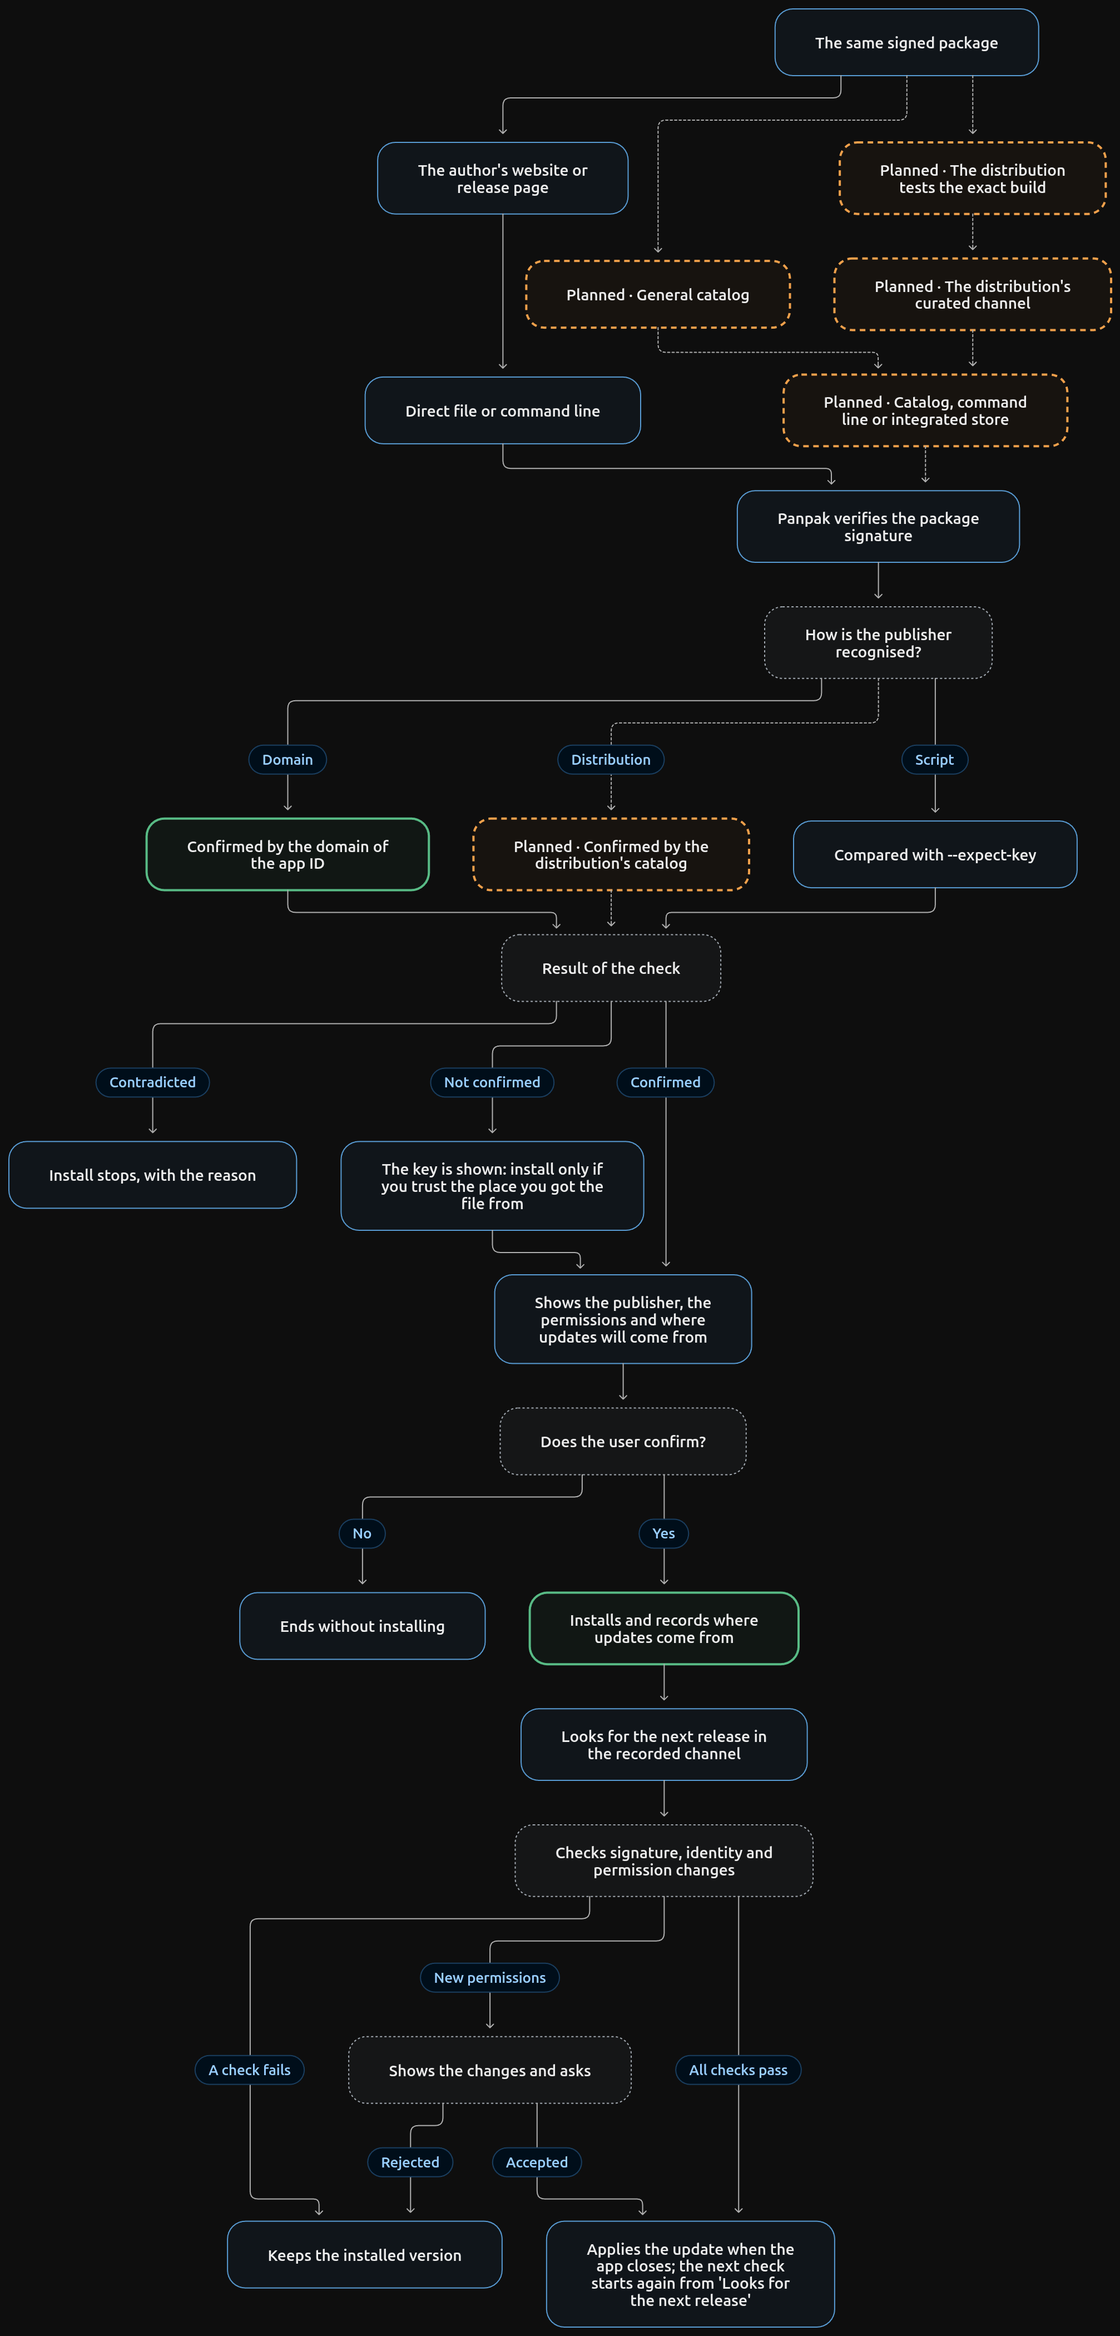 The same signed package
The author's website or
release page
Planned · The distribution
tests the exact build
Planned · General catalog
Planned · The distribution's
curated channel
Direct file or command line
Planned · Catalog, command
line or integrated store
Panpak verifies the package
signature
How is the publisher
recognised?
Domain
Distribution
Script
Confirmed by the domain of
the app ID
Planned · Confirmed by the
distribution's catalog
Compared with --expect-key
Result of the check
Contradicted
Not confirmed
Confirmed
Install stops, with the reason
The key is shown: install only if
you trust the place you got the
file from
Shows the publisher, the
permissions and where
updates will come from
Does the user confirm?
No
Yes
Ends without installing
Installs and records where
updates come from
Looks for the next release in
the recorded channel
Checks signature, identity and
permission changes
New permissions
A check fails
Shows the changes and asks
All checks pass
Rejected
Accepted
Keeps the installed version
Applies the update when the
app closes; the next check
starts again from 'Looks for
the next release'